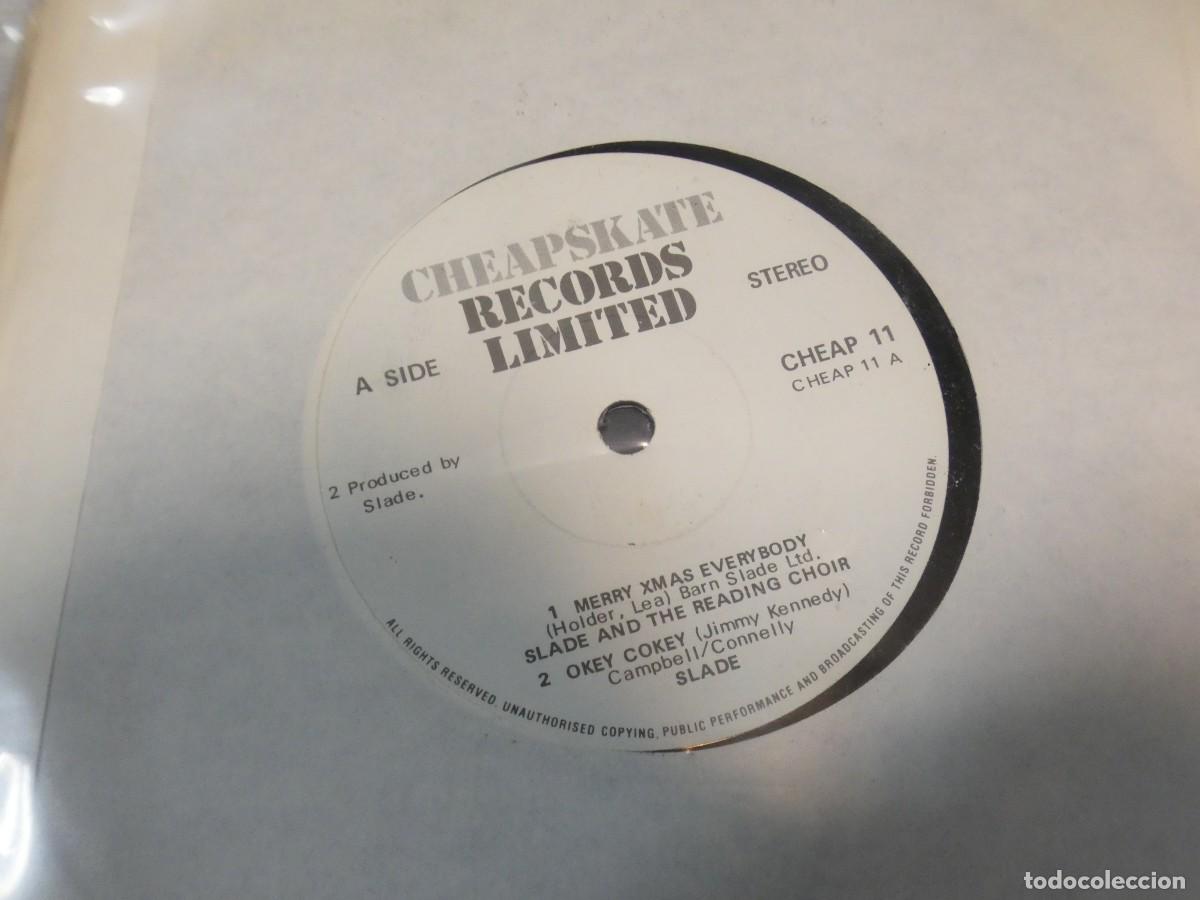 CHEAPSKATE
RECORDS
LIMITED
STEREO
A SIDE
CHEAP 11
CHEAP 11 A
2 Produced by
Slade.
1 MERRY XMAS EVERYBODY
(Holder, Lea) Barn Slade Ltd.
SLADE AND THE READING CHOIR
2 OKEY COKEY (Jimmy Kennedy)
Campbell/Connelly
SLADE
ALL RIGHTS RESERVED. UNAUTHORISED COPYING, PUBLIC PERFORMANCE AND BROADCASTING OF THIS RECORD FORBIDDEN.
todocoleccion